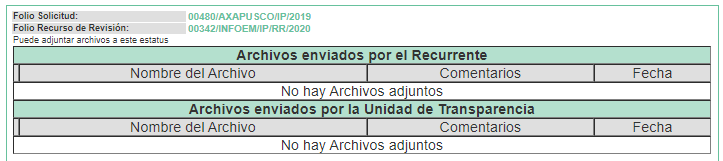 Folio Solicitud: 00480/AXAPUSCO/IP/2019
Folio Recurso de Revisión: 00342/INFOEM/IP/RR/2020
Puede adjuntar archivos a este estatus
Archivos enviados por el Recurrente
Nombre del Archivo Comentarios Fecha
No hay Archivos adjuntos
Archivos enviados por la Unidad de Transparencia
Nombre del Archivo Comentarios Fecha
No hay Archivos adjuntos